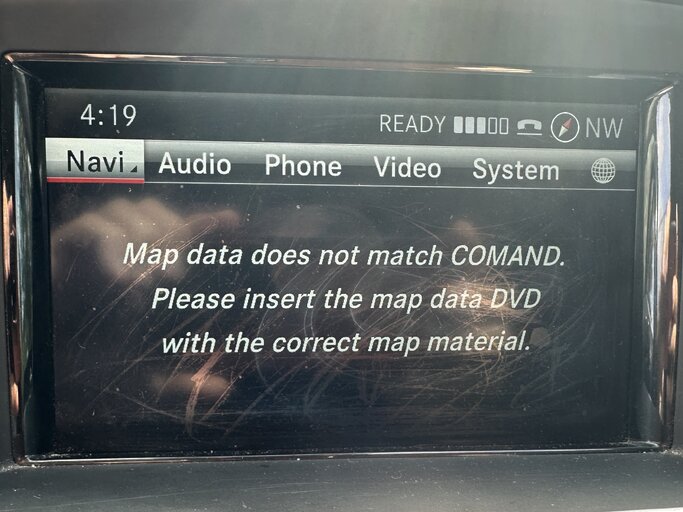 4:19 READY NW
Navi Audio Phone Video System
Map data does not match COMAND.
Please insert the map data DVD
with the correct map material.